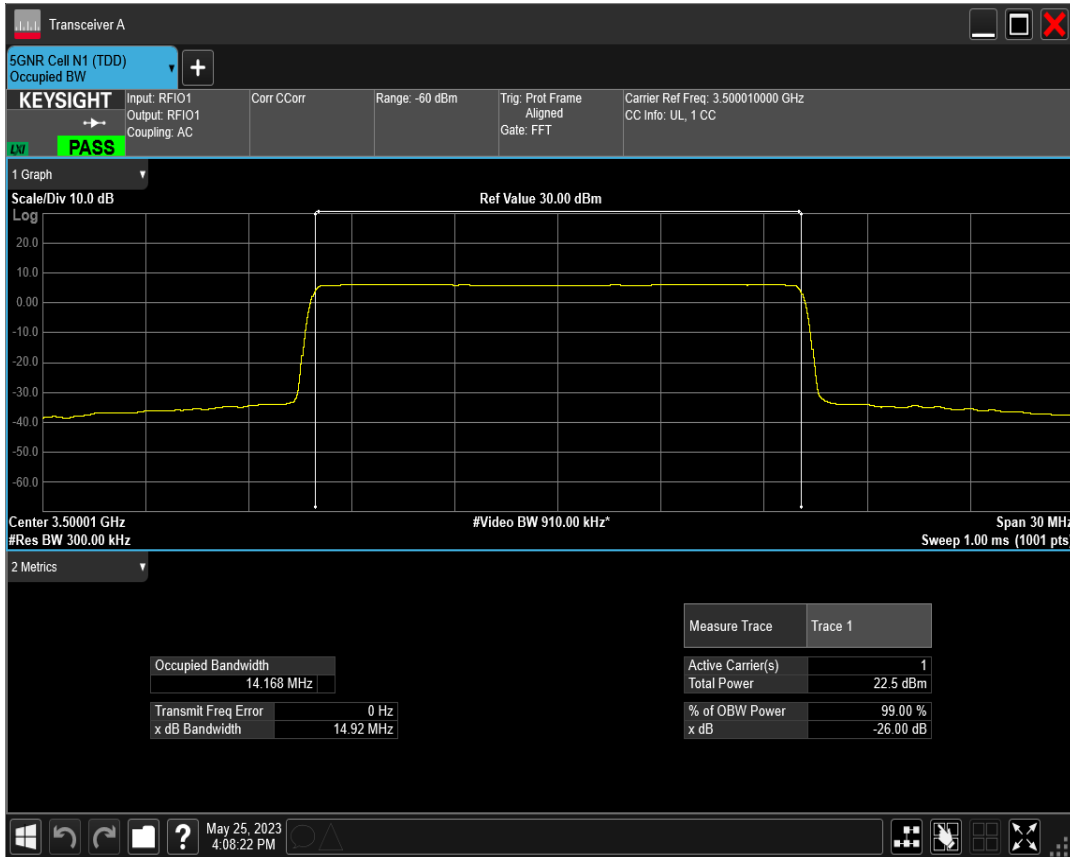 Transceiver A
5GNR Cell N1 (TDD)
Occupied BW
+
KEYSIGHT
LXI
PASS
Input: RFIO1
Output: RFIO1
Coupling: AC
Corr CCorr
Range: -60 dBm
Trig: Prot Frame
Aligned
Gate: FFT
Carrier Ref Freq: 3.500010000 GHz
CC Info: UL, 1 CC
1 Graph
Scale/Div 10.0 dB
Ref Value 30.00 dBm
Log
20.0
10.0
0.00
-10.0
-20.0
-30.0
-40.0
-50.0
-60.0
Center 3.50001 GHz
#Video BW 910.00 kHz*
Span 30 MHz
#Res BW 300.00 kHz
Sweep 1.00 ms (1001 pts)
2 Metrics
Measure Trace Trace 1
Occupied Bandwidth
14.168 MHz
Active Carrier(s) 1
Total Power 22.5 dBm
Transmit Freq Error 0 Hz
x dB Bandwidth 14.92 MHz
% of OBW Power 99.00 %
x dB -26.00 dB
?
May 25, 2023
4:08:22 PM